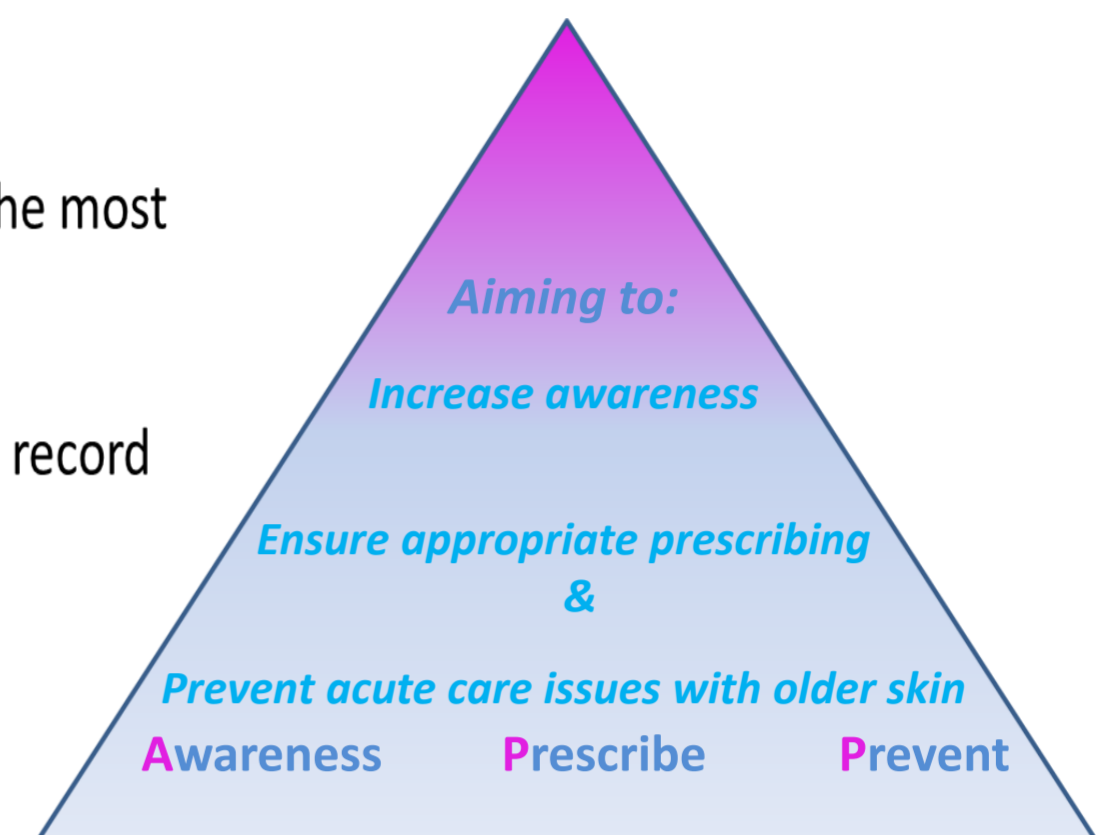 he most
record
Aiming to:
Increase awareness
Ensure appropriate prescribing
&
Prevent acute care issues with older skin
Awareness Prescribe Prevent